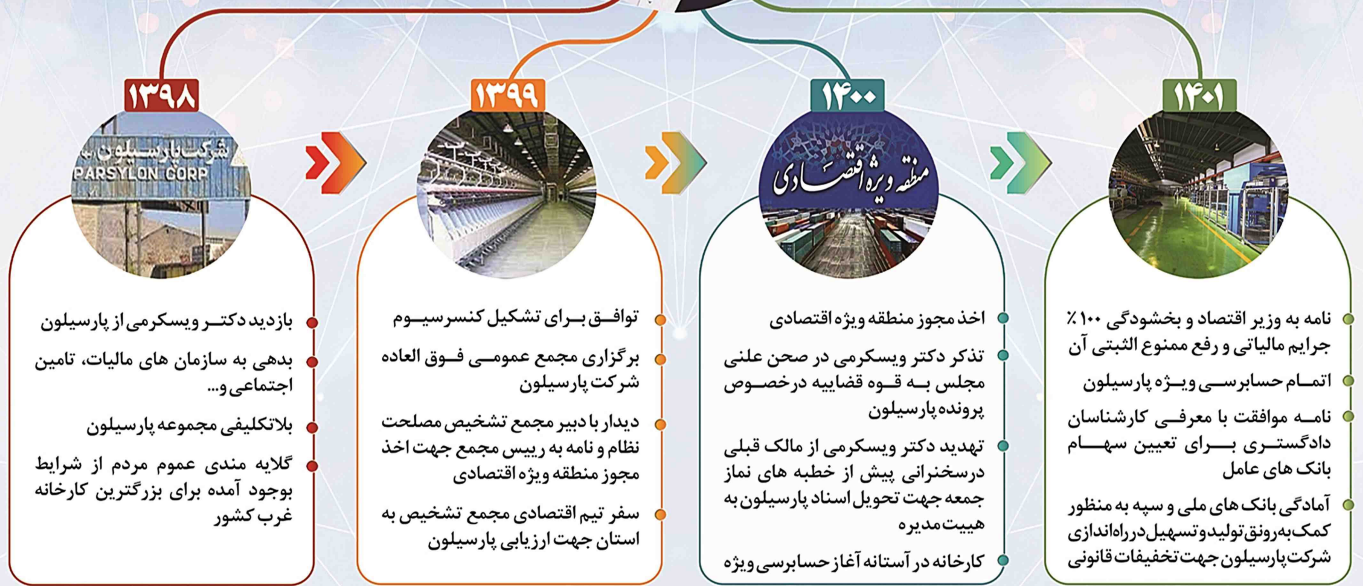 ۱۳۹۸
شرکت پارسیلون
PARSYLON CORP
بازدید دکتر ویسکرمی از پارسیلون
بدهی به سازمان های مالیات، تامین
اجتماعی و...
بلاتکلیفی مجموعه پارسیلون
گلایه مندی عموم مردم از شرایط
بوجود آمده برای بزرگترین کارخانه
غرب کشور
۱۳۹۹
توافق برای تشکیل کنسرسیوم
برگزاری مجمع عمومی فوق العاده
شرکت پارسیلون
دیدار با دبیر مجمع تشخیص مصلحت
نظام و نامه به رییس مجمع جهت اخذ
مجوز منطقه ویژه اقتصادی
سفر تیم اقتصادی مجمع تشخیص به
استان جهت ارزیابی پارسیلون
۱۴۰۰
منطقه ویژه اقتصادی
اخذ مجوز منطقه ویژه اقتصادی
تذکر دکتر ویسکرمی در صحن علنی
مجلس به قوه قضاییه درخصوص
پرونده پارسیلون
تهدید دکتر ویسکرمی از مالک قبلی
درسخنرانی پیش از خطبه های نماز
جمعه جهت تحویل اسناد پارسیلون به
هییت مدیره
کارخانه در آستانه آغاز حسابرسی ویژه
۱۴۰۱
نامه به وزیر اقتصاد و بخشودگی ۱۰۰٪
جرایم مالیاتی و رفع ممنوع الثبتی آن
اتمام حسابرسی ویژه پارسیلون
نامه موافقت با معرفی کارشناسان
دادگستری برای تعیین سهام
بانک های عامل
آمادگی بانک های ملی و سپه به منظور
کمک به رونق تولید و تسهیل در راه اندازی
شرکت پارسیلون جهت تخفیفات قانونی